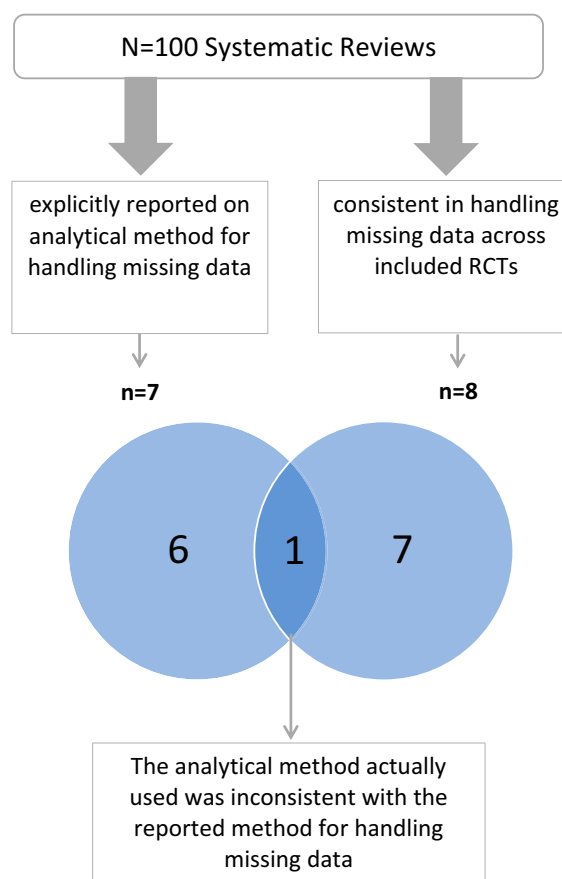 N=100 Systematic Reviews
explicitly reported on
analytical method for
handling missing data
consistent in handling
missing data across
included RCTs
n=7
n=8
6
1
7
The analytical method actually
used was inconsistent with the
reported method for handling
missing data